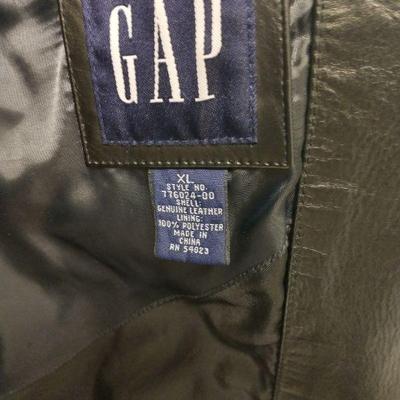 GAP
XL
STYLE NO.
776024-00
SHELL:
GENUINE LEATHER
LINING:
100% POLYESTER
MADE IN
CHINA
RN 54023